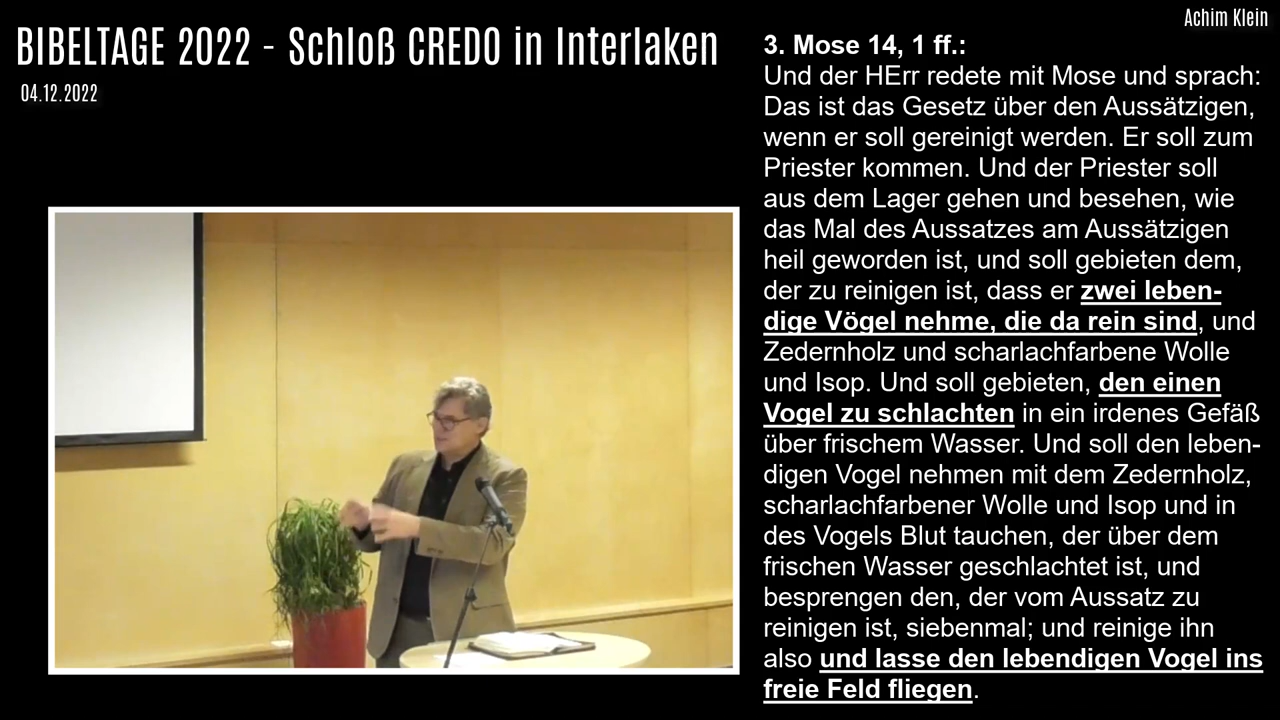 BIBELTAGE 2022 - Schloß CREDO in Interlaken
04.12.2022
Achim Klein
3. Mose 14, 1 ff.:
Und der HErr redete mit Mose und sprach:
Das ist das Gesetz über den Aussätzigen,
wenn er soll gereinigt werden. Er soll zum
Priester kommen. Und der Priester soll
aus dem Lager gehen und besehen, wie
das Mal des Aussatzes am Aussätzigen
heil geworden ist, und soll gebieten dem,
der zu reinigen ist, dass er zwei leben-
dige Vögel nehme, die da rein sind, und
Zedernholz und scharlachfarbene Wolle
und Isop. Und soll gebieten, den einen
Vogel zu schlachten in ein irdenes Gefäß
über frischem Wasser. Und soll den leben-
digen Vogel nehmen mit dem Zedernholz,
scharlachfarbener Wolle und Isop und in
des Vogels Blut tauchen, der über dem
frischen Wasser geschlachtet ist, und
besprengen den, der vom Aussatz zu
reinigen ist, siebenmal; und reinige ihn
also und lasse den lebendigen Vogel ins
freie Feld fliegen.